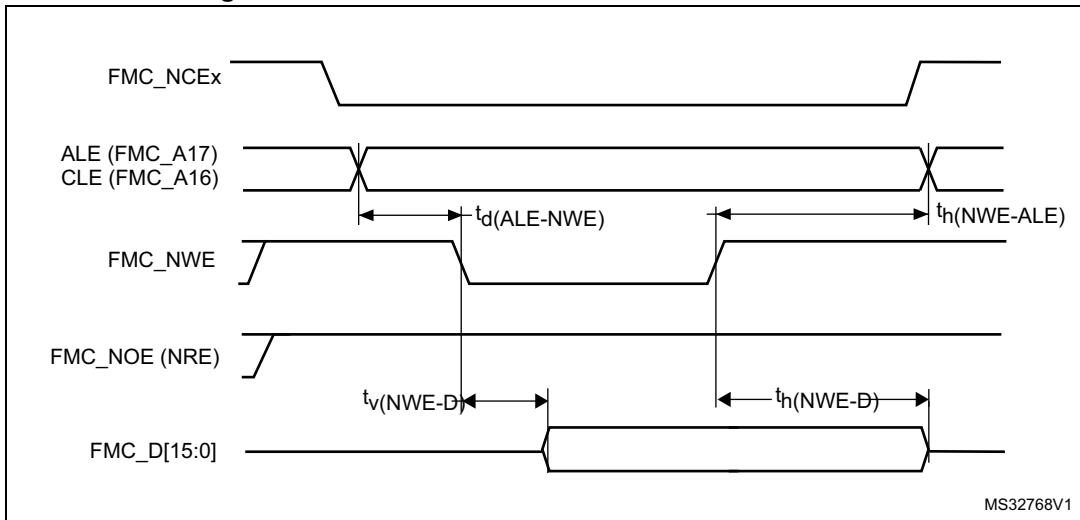 FMC_NCEx
ALE (FMC_A17)
CLE (FMC_A16)
td(ALE-NWE)
th(NWE-ALE)
FMC_NWE
FMC_NOE (NRE)
tv(NWE-D)
th(NWE-D)
FMC_D[15:0]
MS32768V1